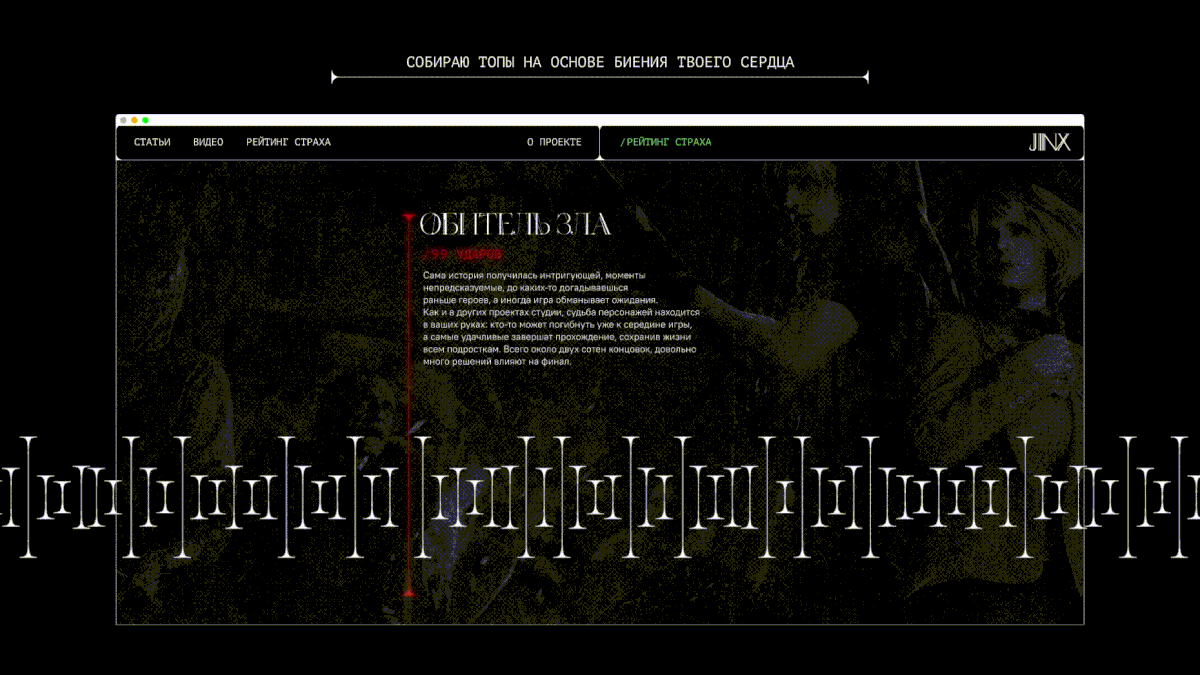 СОБИРАЮ ТОПЫ НА ОСНОВЕ БИЕНИЯ ТВОЕГО СЕРДЦА
СТАТЬИ ВИДЕО РЕЙТИНГ СТРАХА О ПРОЕКТЕ /РЕЙТИНГ СТРАХА JINX
ОБИТЕЛЬ ЗЛА
/99 УДАРОВ
Сама история получилась интригующей, моменты
непредсказуемые, до каких-то догадываешься
раньше героев, а иногда игра обманывает ожидания.
Как и в других проектах студии, судьба персонажей находится
в ваших руках: кто-то может погибнуть уже к середине игры,
а самые удачливые завершат прохождение, сохранив жизни
всем подросткам. Всего около двух сотен концовок, довольно
много решений влияют на финал.